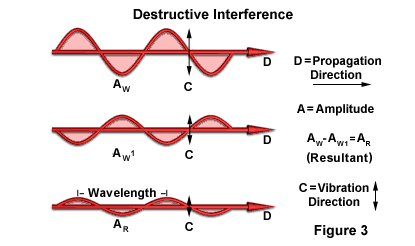 Destructive Interference
D
A_W
C
D = Propagation
Direction
A = Amplitude
A_W-A_W1=A_R
(Resultant)
C = Vibration
Direction
D
A_W¹
C
|- Wavelength -|
D
A_R
C
Figure 3